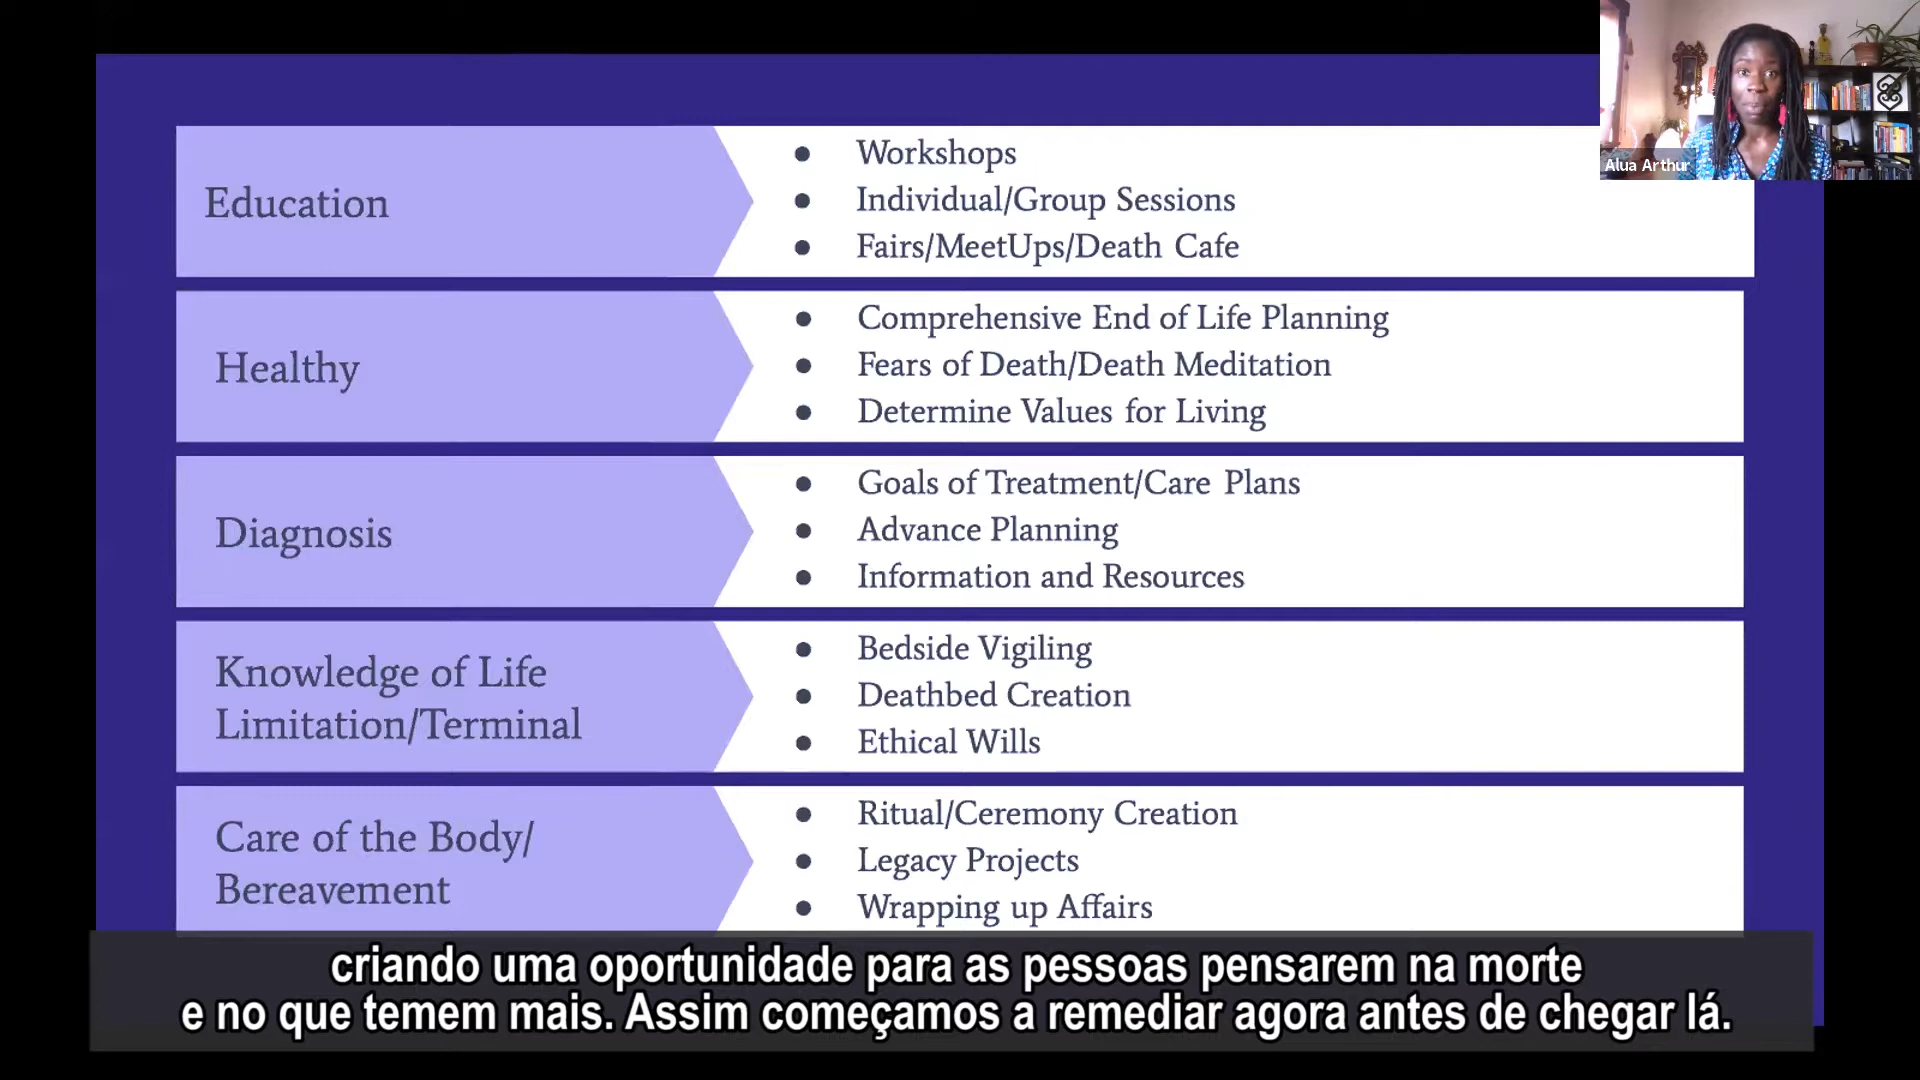 Education
• Workshops
• Individual/Group Sessions
• Fairs/MeetUps/Death Cafe
Healthy
• Comprehensive End of Life Planning
• Fears of Death/Death Meditation
• Determine Values for Living
Diagnosis
• Goals of Treatment/Care Plans
• Advance Planning
• Information and Resources
Knowledge of Life
Limitation/Terminal
• Bedside Vigiling
• Deathbed Creation
• Ethical Wills
Care of the Body/
Bereavement
• Ritual/Ceremony Creation
• Legacy Projects
• Wrapping up Affairs
Alua Arthur
criando uma oportunidade para as pessoas pensarem na morte
e no que temem mais. Assim começamos a remediar agora antes de chegar lá.